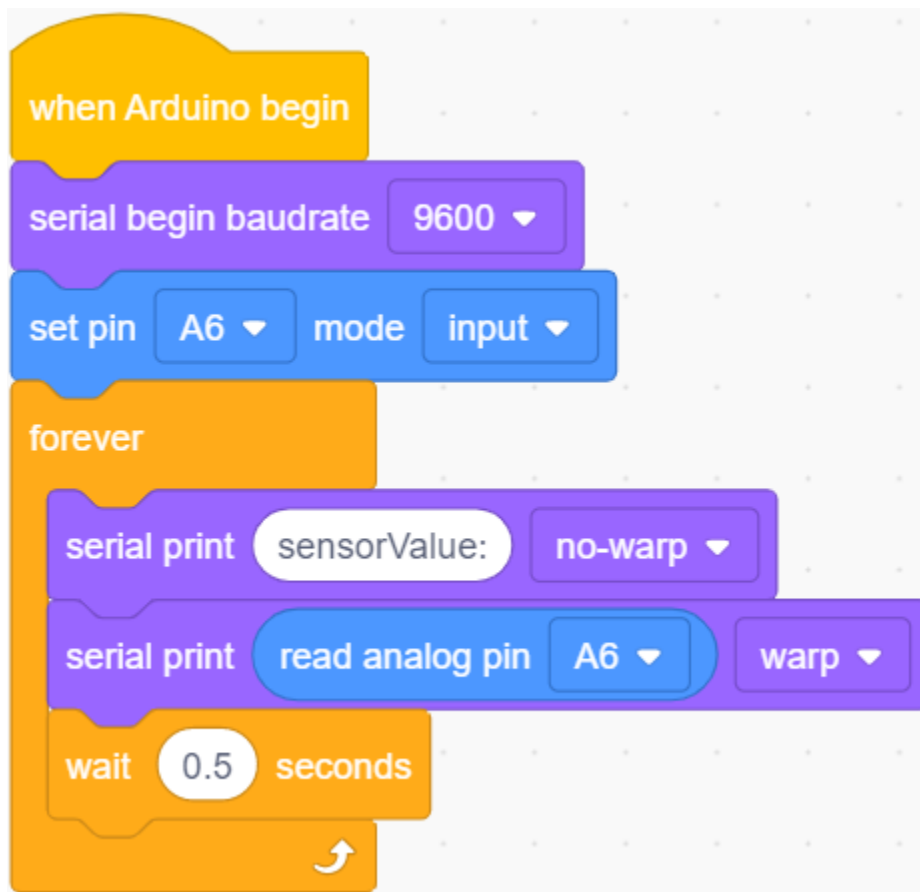 when Arduino begin
serial begin baudrate 9600
set pin A6 mode input
forever
serial print sensorValue: no-warp
serial print read analog pin A6 warp
wait 0.5 seconds